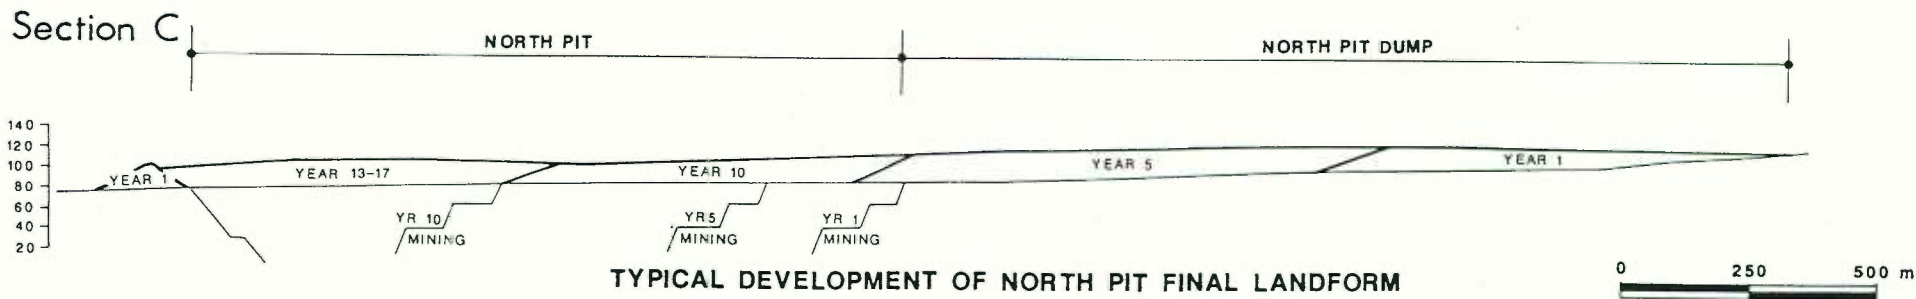 Section C
NORTH PIT
NORTH PIT DUMP
140
120
100
80
60
40
20
YEAR 1
YEAR 13-17
YEAR 10
YEAR 5
YEAR 1
YR 10
MINING
YR 5
MINING
YR 1
MINING
TYPICAL DEVELOPMENT OF NORTH PIT FINAL LANDFORM
0 250 500 m